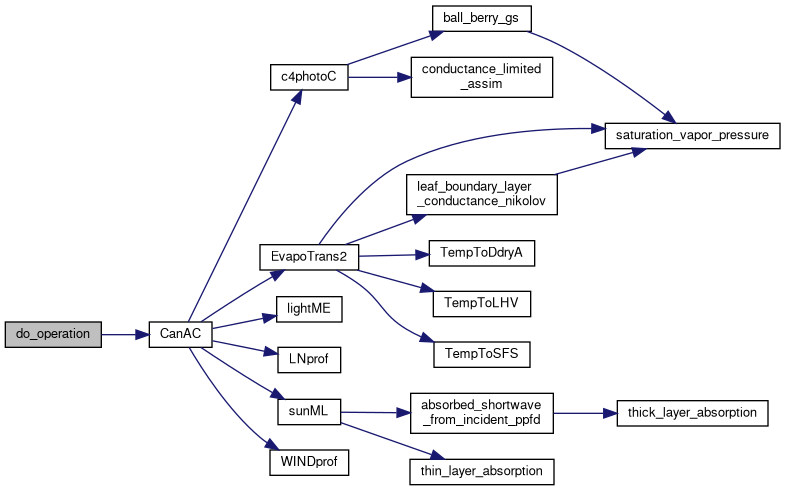 ball_berry_gs
c4photoC
conductance_limited
_assim
saturation_vapor_pressure
leaf_boundary_layer
_conductance_nikolov
EvapoTrans2
TempToDdryA
TempToLHV
lightME
do_operation
CanAC
TempToSFS
LNprof
absorbed_shortwave
_from_incident_ppfd
sunML
thick_layer_absorption
WINDprof
thin_layer_absorption